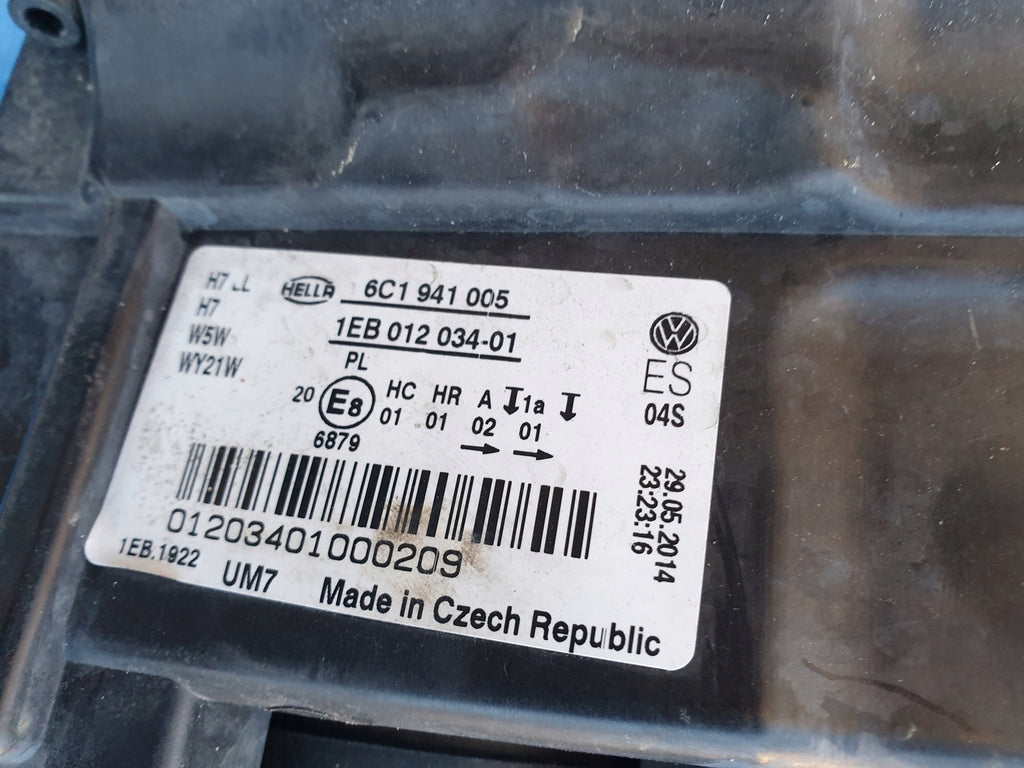 H7 LL
H7
W5W
WY21W
HELLA 6C1 941 005
1EB 012 034-01
PL
20 E8 HC HR A 1a
01 01 02 01
6879
01203401000209
1EB.1922
UM7 Made in Czech Republic
VW
ES
04S
29.05.2014
23:23:16